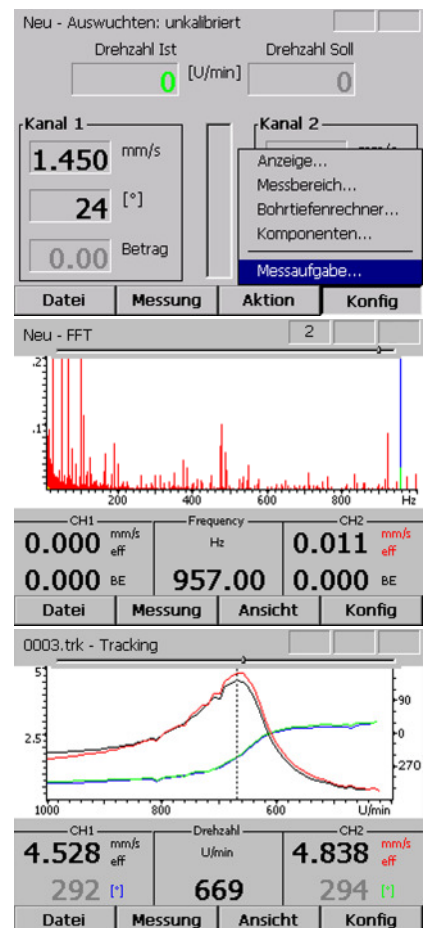 Neu - Auswuchten: unkalibriert
Drehzahl Ist Drehzahl Soll
0 [U/min] 0
Kanal 1 Kanal 2
1.450 mm/s
24 [°]
0.00 Betrag
Anzeige...
Messbereich...
Bohrtiefenrechner...
Komponenten...
Messaufgabe...
Datei Messung Aktion Konfig
Neu - FFT 2
.21
.11
200 400 600 800 Hz
CH1 Frequency CH2
0.000 mm/s eff Hz 0.011 mm/s eff
0.000 BE 957.00 0.000 BE
Datei Messung Ansicht Konfig
0003.trk - Tracking
5
2.5
90
0
270
1000 800 600 U/min
CH1 Drehzahl CH2
4.528 mm/s eff U/min 4.838 mm/s eff
292 [°] 669 294 [°]
Datei Messung Ansicht Konfig